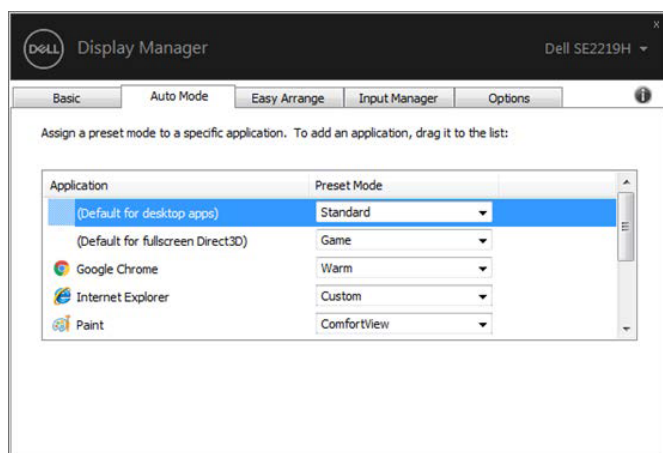 x
DELL Display Manager Dell SE2219H
Basic Auto Mode Easy Arrange Input Manager Options
Assign a preset mode to a specific application. To add an application, drag it to the list:
Application Preset Mode
(Default for desktop apps) Standard
(Default for fullscreen Direct3D) Game
Google Chrome Warm
Internet Explorer Custom
Paint ComfortView